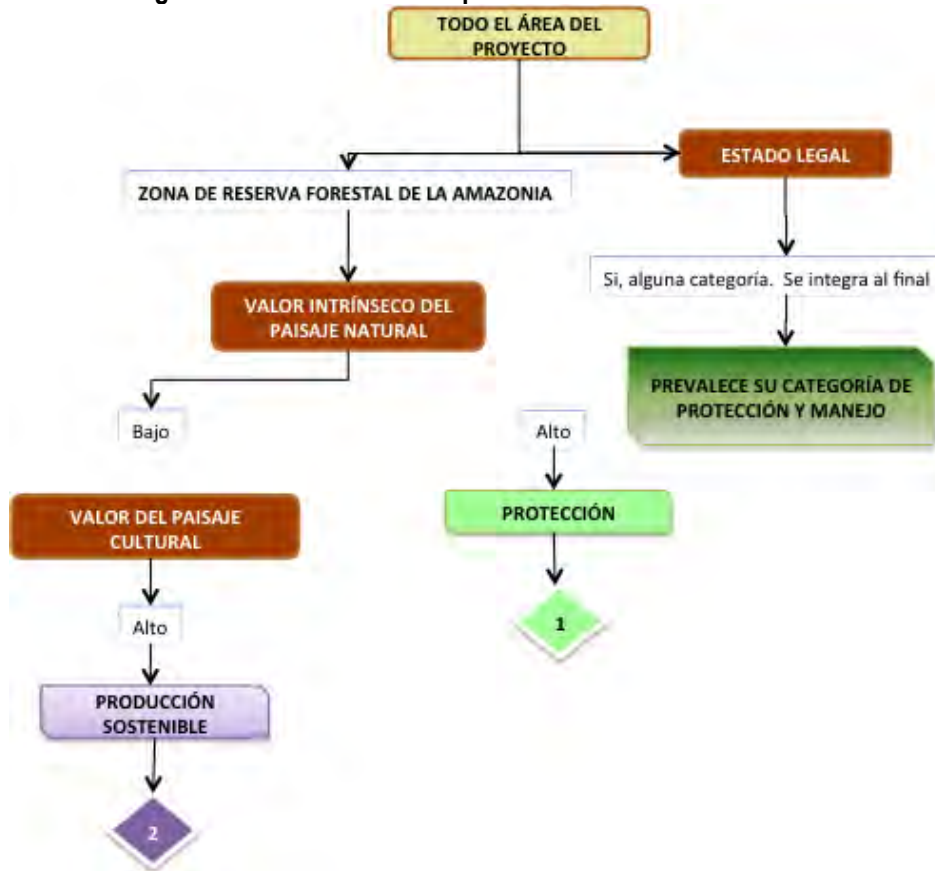 TODO EL ÁREA DEL
PROYECTO
ESTADO LEGAL
ZONA DE RESERVA FORESTAL DE LA AMAZONIA
Si, alguna categoría. Se integra al final
VALOR INTRÍNSECO DEL
PAISAJE NATURAL
PREVALECE SU CATEGORÍA DE
PROTECCIÓN Y MANEJO
Bajo
Alto
VALOR DEL PAISAJE
CULTURAL
PROTECCIÓN
Alto
1
PRODUCCIÓN
SOSTENIBLE
2